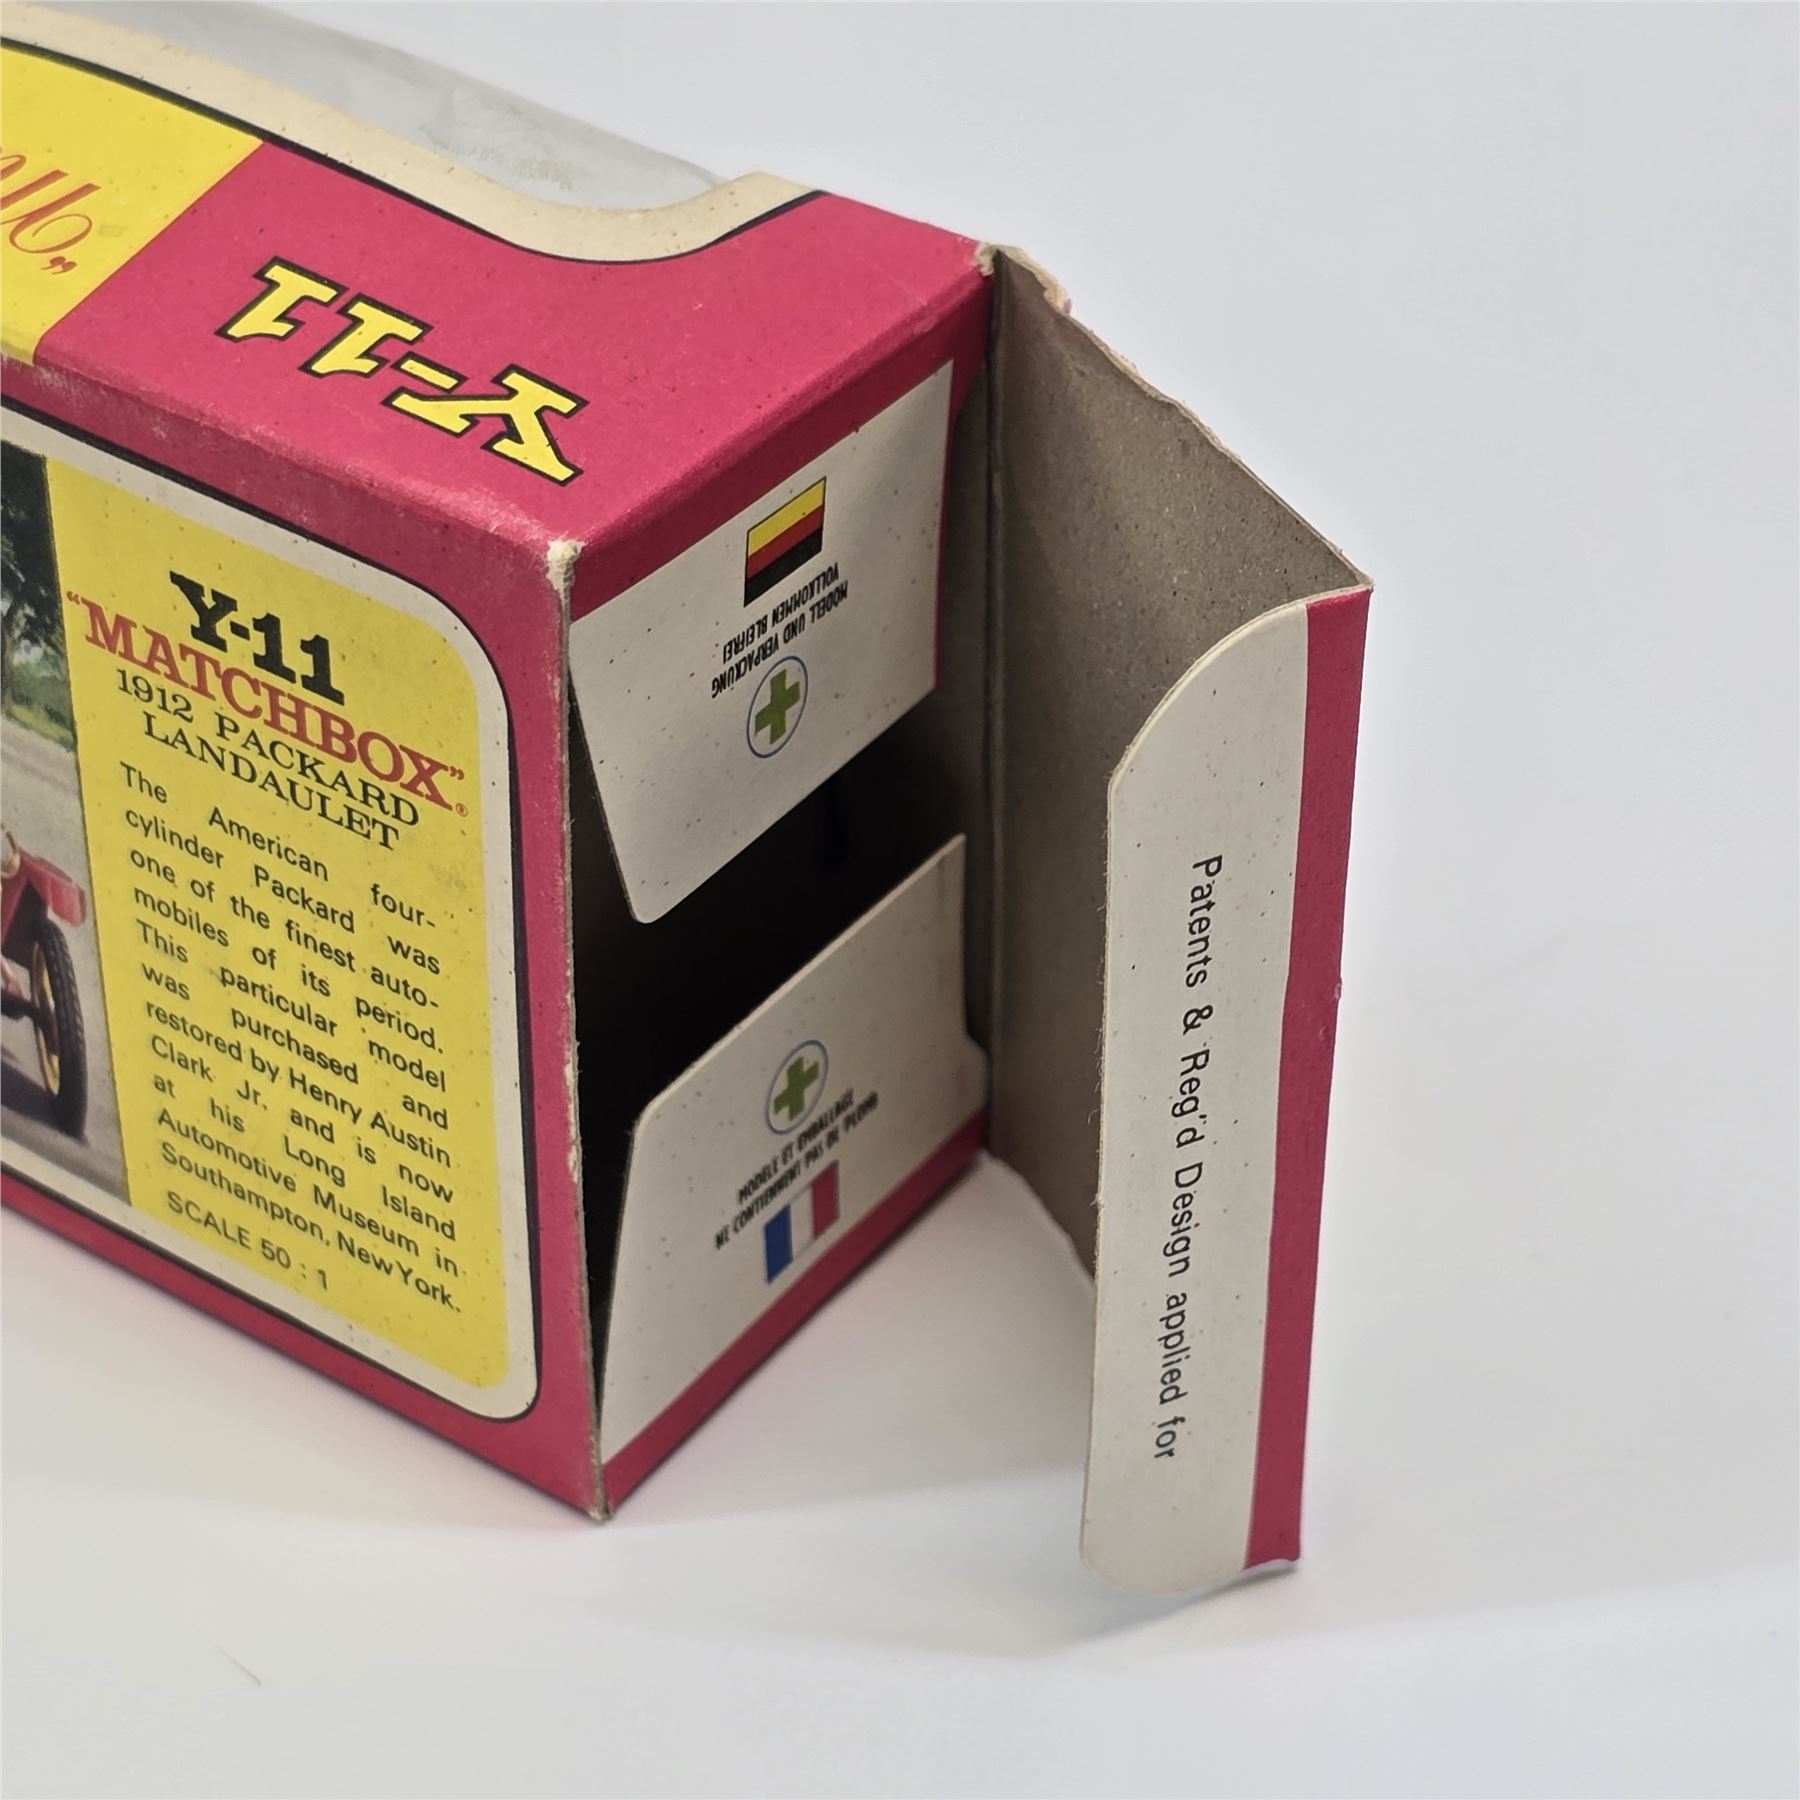 Y-11
Y-11
"MATCHBOX"®
1912 PACKARD
LANDAULET
The American four-
cylinder Packard was
one of the finest auto-
mobiles of its period.
This particular model
was purchased and
restored by Henry Austin
Clark Jr. and is now
at his Long Island
Automotive Museum in
Southampton, New York.
SCALE 50 : 1
MODELL UND VERPACKUNG
VOLLKOMMEN BLEIFREI
MODELE ET EMBALLAGE
NE CONTIENNENT PAS DE PLOMB
Patents & Reg'd Design applied for